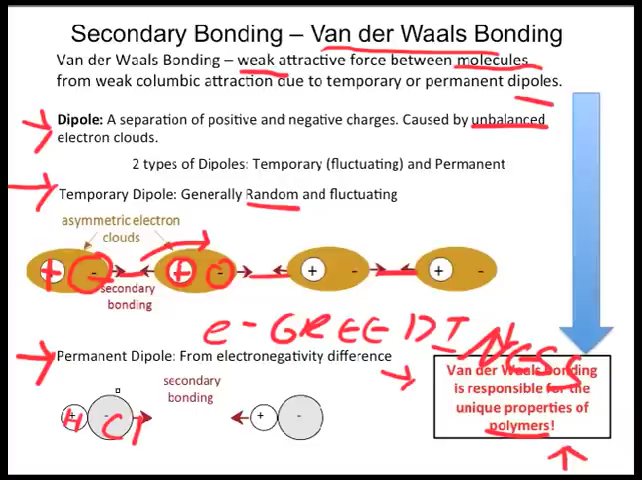 Secondary Bonding – Van der Waals Bonding
Van der Waals Bonding – weak attractive force between molecules
from weak columbic attraction due to temporary or permanent dipoles.
Dipole: A separation of positive and negative charges. Caused by unbalanced
electron clouds.
2 types of Dipoles: Temporary (fluctuating) and Permanent
Temporary Dipole: Generally Random and fluctuating
asymmetric electron
clouds
+ - + - + - + -
secondary
bonding
e- GREEDINESS
Permanent Dipole: From electronegativity difference
secondary
bonding
+ - + -
H Cl
Van der Waals bonding
is responsible for the
unique properties of
polymers!